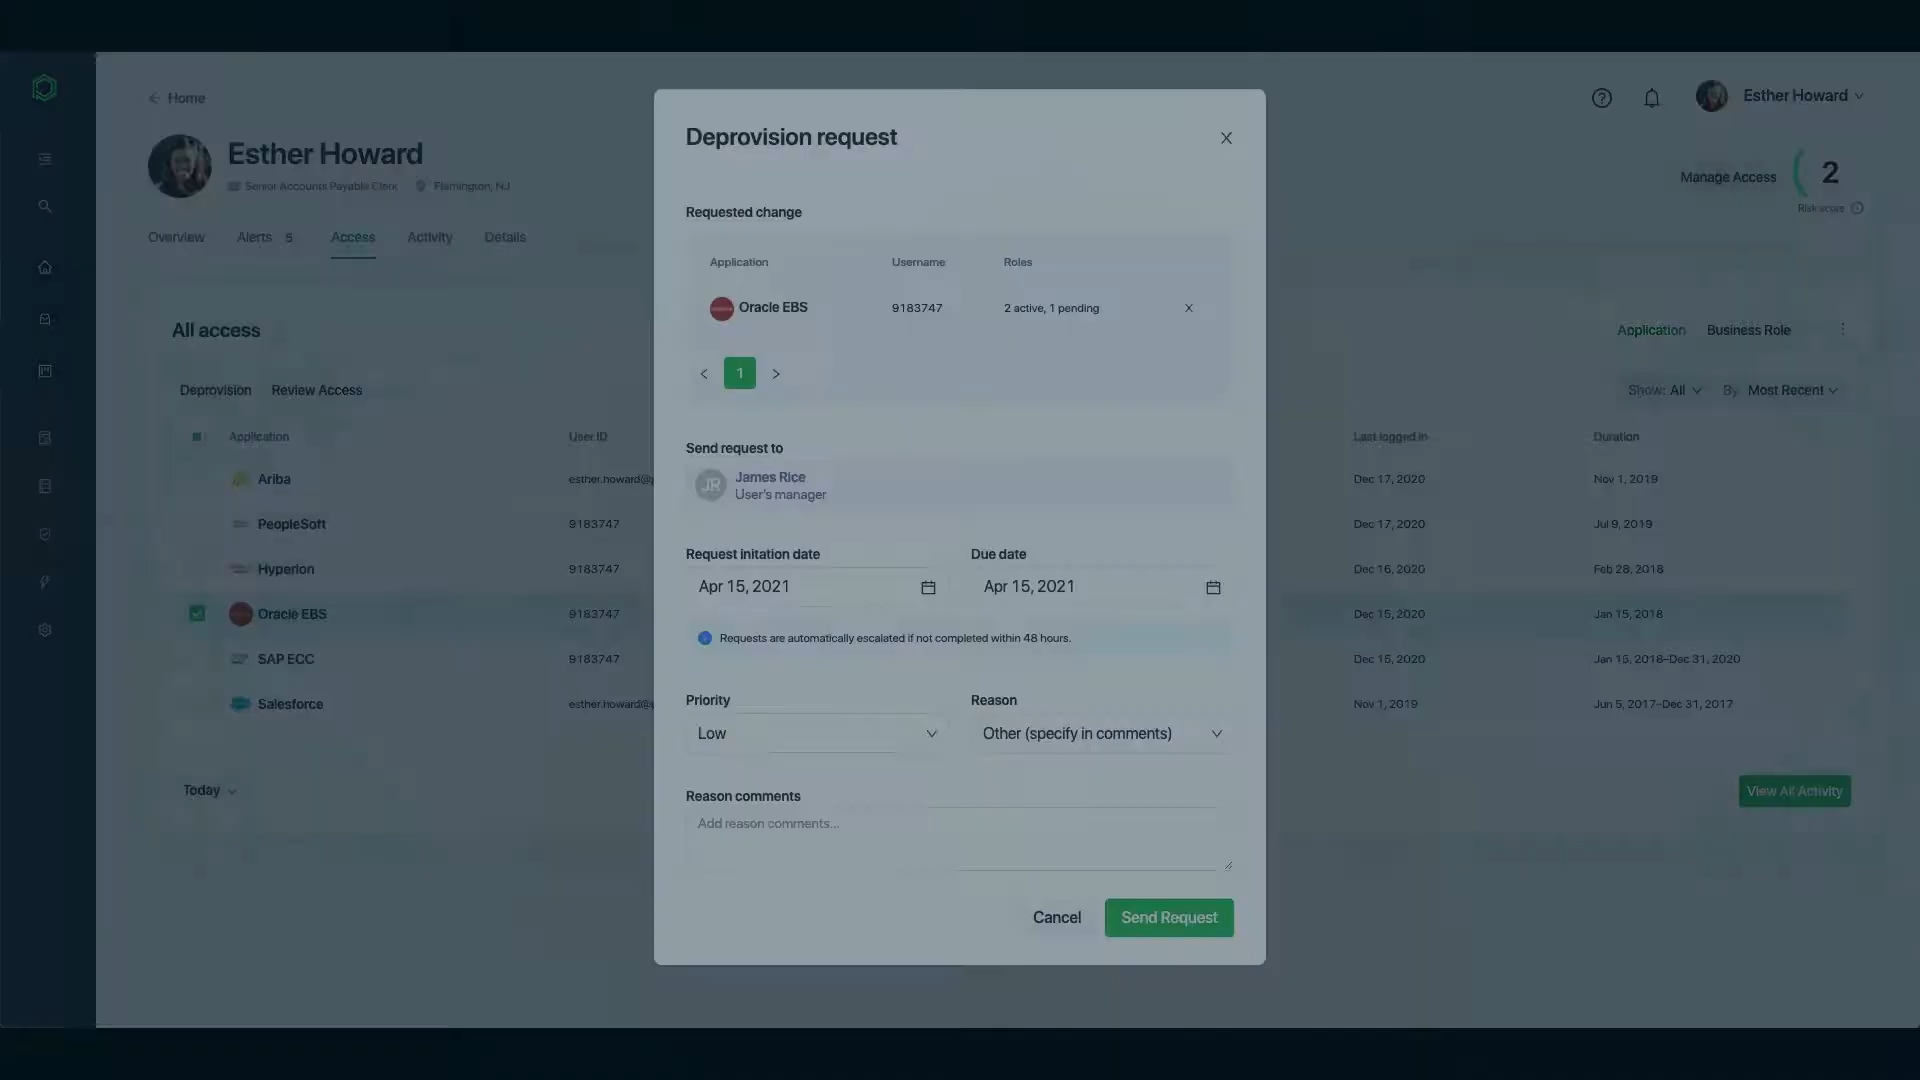 Home
Esther Howard
Esther Howard
Senior Accounts Payable Clerk
Flemington, NJ
Manage Access
2
Risk score
Overview
Alerts 5
Access
Activity
Details
All access
Application
Business Role
Deprovision
Review Access
Show: All
By Most Recent
Application
User ID
Last logged in
Duration
Ariba
esther.howard@
Dec 17, 2020
Nov 1, 2019
PeopleSoft
9183747
Dec 17, 2020
Jul 9, 2019
Hyperion
9183747
Dec 16, 2020
Feb 28, 2018
Oracle EBS
9183747
Dec 15, 2020
Jan 15, 2018
SAP ECC
9183747
Dec 15, 2020
Jan 15, 2018–Dec 31, 2020
Salesforce
esther.howard@
Nov 1, 2019
Jun 5, 2017–Dec 31, 2017
Today
View All Activity
Deprovision request
Requested change
Application
Username
Roles
Oracle EBS
9183747
2 active, 1 pending
1
Send request to
JR
James Rice
User's manager
Request initation date
Due date
Apr 15, 2021
Apr 15, 2021
Requests are automatically escalated if not completed within 48 hours.
Priority
Reason
Low
Other (specify in comments)
Reason comments
Add reason comments...
Cancel
Send Request